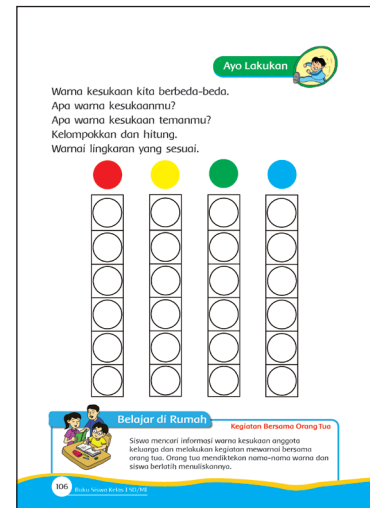 Ayo Lakukan
Warna kesukaan kita berbeda-beda.
Apa warna kesukaanmu?
Apa warna kesukaan temanmu?
Kelompokkan dan hitung.
Warnai lingkaran yang sesuai.
Belajar di Rumah
Kegiatan Bersama Orang Tua
Siswa mencari informasi warna kesukaan anggota
keluarga dan melakukan kegiatan mewarnai bersama
orang tua. Orang tua mendiktekan nama-nama warna dan
siswa berlatih menuliskannya.
106
Buku Siswa Kelas I SD/MI